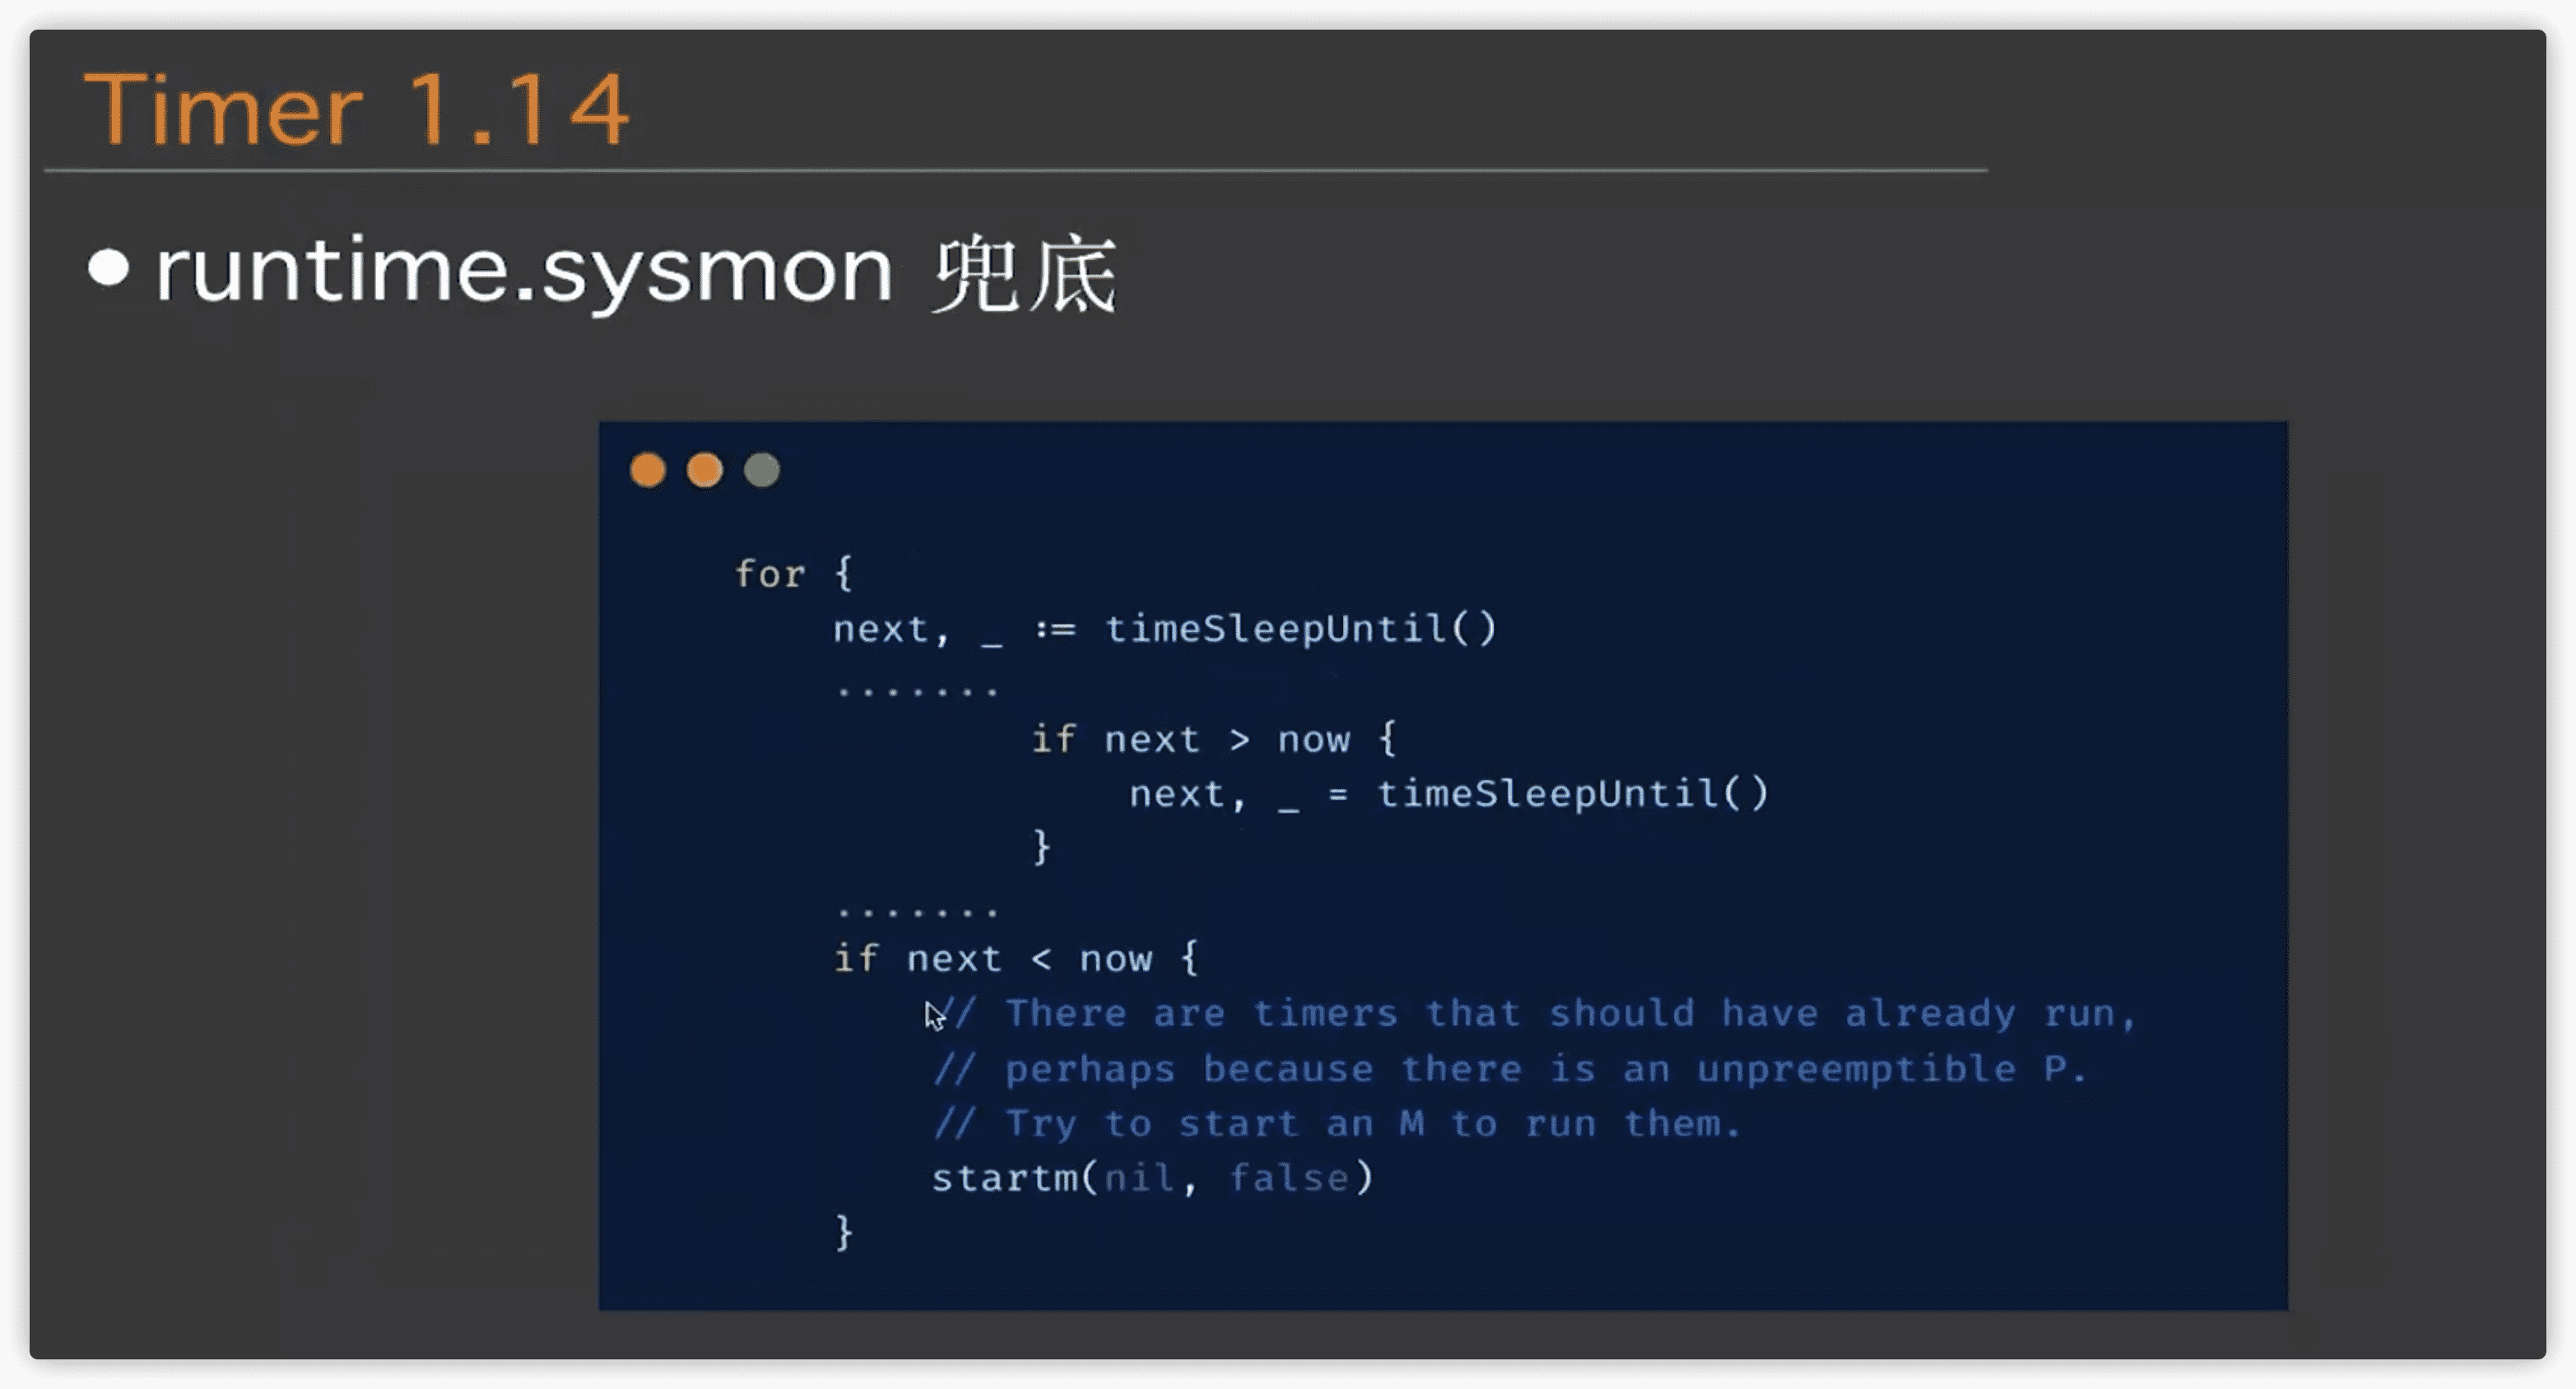 Timer 1.14
• runtime.sysmon 兜底
for {
next, _ := timeSleepUntil()
.......
if next > now {
next, _ = timeSleepUntil()
}
.......
if next < now {
// There are timers that should have already run,
// perhaps because there is an unpreemptible P.
// Try to start an M to run them.
startm(nil, false)
}